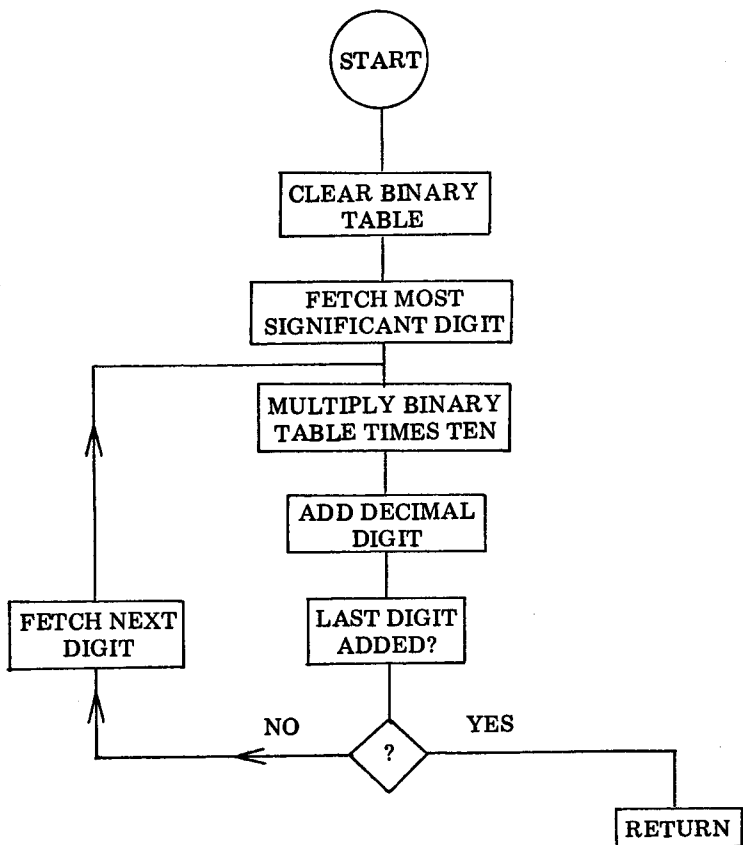 START
CLEAR BINARY
TABLE
FETCH MOST
SIGNIFICANT DIGIT
MULTIPLY BINARY
TABLE TIMES TEN
ADD DECIMAL
DIGIT
FETCH NEXT
DIGIT
LAST DIGIT
ADDED?
NO
YES
?
RETURN